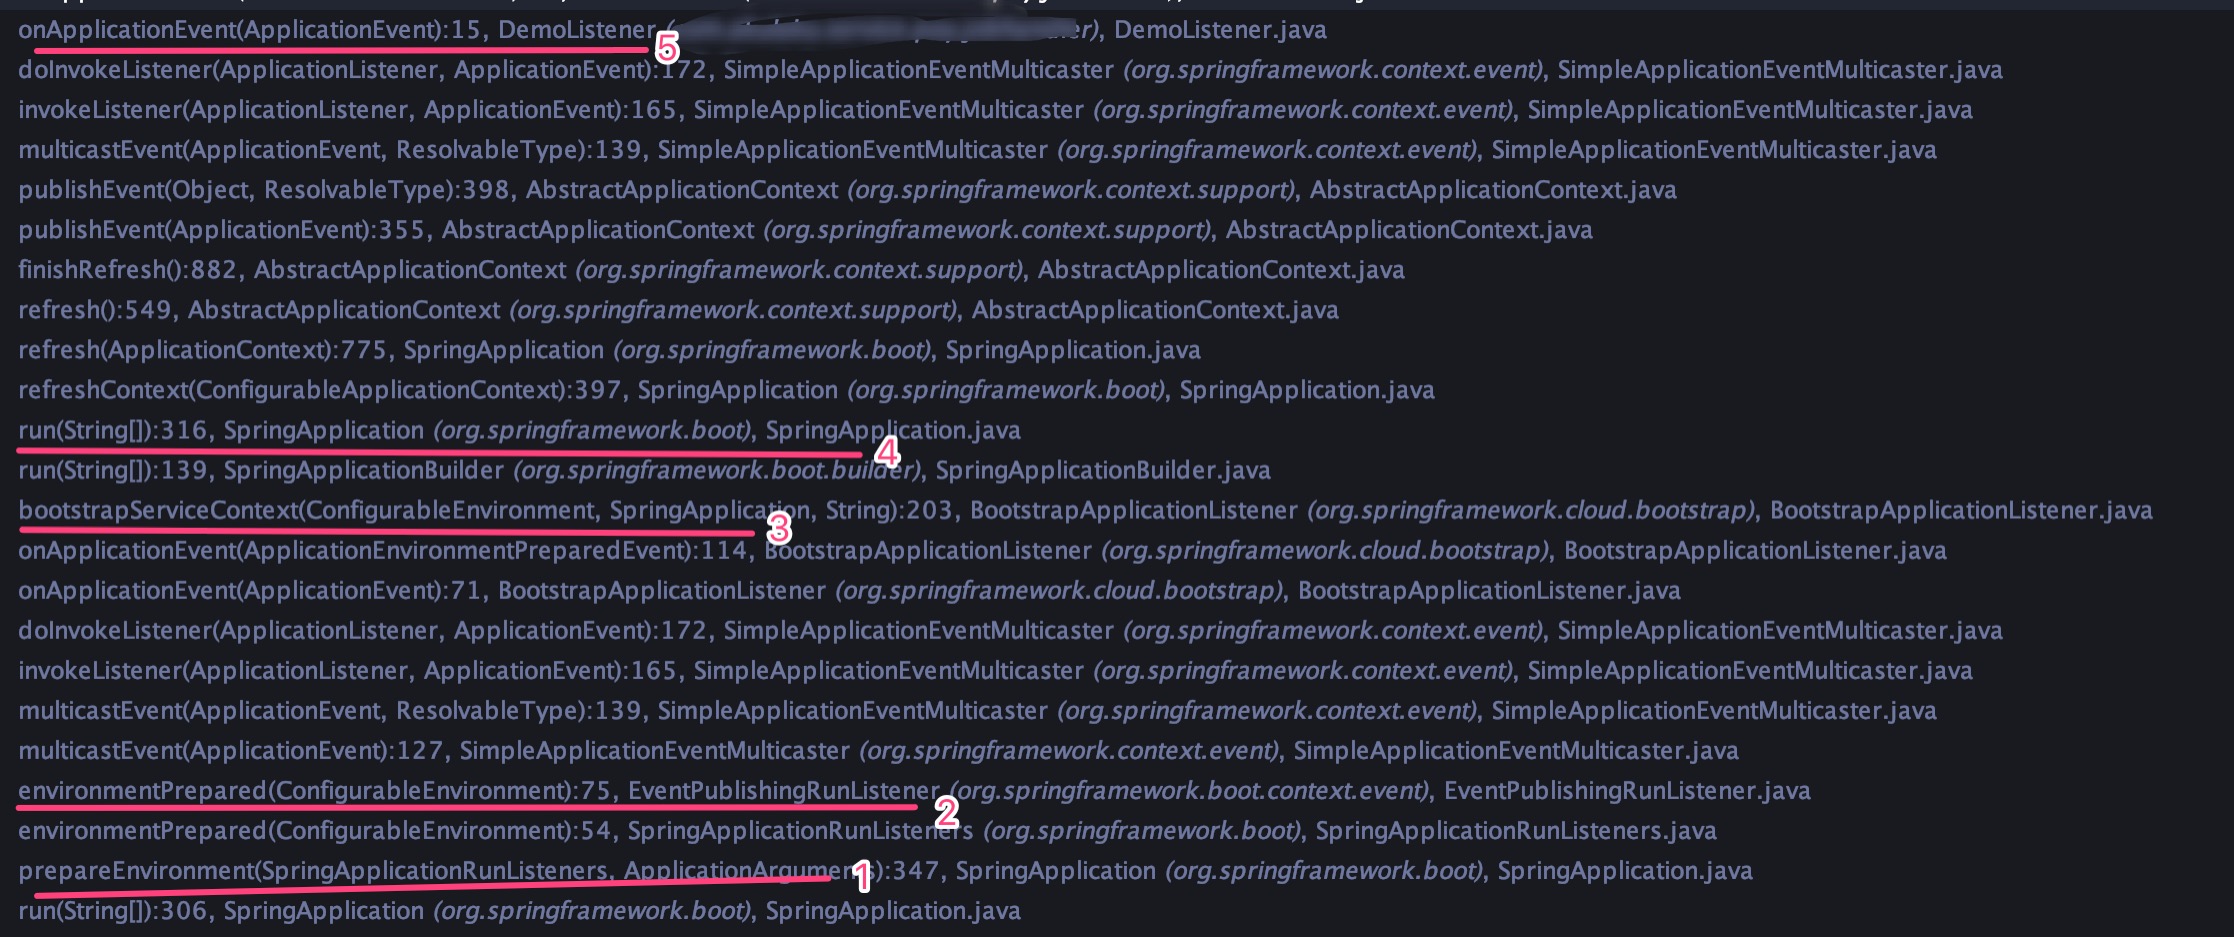 onApplicationEvent(ApplicationEvent):15, DemoListener er), DemoListener.java
5
doInvokeListener(ApplicationListener, ApplicationEvent):172, SimpleApplicationEventMulticaster (org.springframework.context.event), SimpleApplicationEventMulticaster.java
invokeListener(ApplicationListener, ApplicationEvent):165, SimpleApplicationEventMulticaster (org.springframework.context.event), SimpleApplicationEventMulticaster.java
multicastEvent(ApplicationEvent, ResolvableType):139, SimpleApplicationEventMulticaster (org.springframework.context.event), SimpleApplicationEventMulticaster.java
publishEvent(Object, ResolvableType):398, AbstractApplicationContext (org.springframework.context.support), AbstractApplicationContext.java
publishEvent(ApplicationEvent):355, AbstractApplicationContext (org.springframework.context.support), AbstractApplicationContext.java
finishRefresh():882, AbstractApplicationContext (org.springframework.context.support), AbstractApplicationContext.java
refresh():549, AbstractApplicationContext (org.springframework.context.support), AbstractApplicationContext.java
refresh(ApplicationContext):775, SpringApplication (org.springframework.boot), SpringApplication.java
refreshContext(ConfigurableApplicationContext):397, SpringApplication (org.springframework.boot), SpringApplication.java
run(String[]):316, SpringApplication (org.springframework.boot), SpringApplication.java
4
run(String[]):139, SpringApplicationBuilder (org.springframework.boot.builder), SpringApplicationBuilder.java
bootstrapServiceContext(ConfigurableEnvironment, SpringApplication, String):203, BootstrapApplicationListener (org.springframework.cloud.bootstrap), BootstrapApplicationListener.java
3
onApplicationEvent(ApplicationEnvironmentPreparedEvent):114, BootstrapApplicationListener (org.springframework.cloud.bootstrap), BootstrapApplicationListener.java
onApplicationEvent(ApplicationEvent):71, BootstrapApplicationListener (org.springframework.cloud.bootstrap), BootstrapApplicationListener.java
doInvokeListener(ApplicationListener, ApplicationEvent):172, SimpleApplicationEventMulticaster (org.springframework.context.event), SimpleApplicationEventMulticaster.java
invokeListener(ApplicationListener, ApplicationEvent):165, SimpleApplicationEventMulticaster (org.springframework.context.event), SimpleApplicationEventMulticaster.java
multicastEvent(ApplicationEvent, ResolvableType):139, SimpleApplicationEventMulticaster (org.springframework.context.event), SimpleApplicationEventMulticaster.java
multicastEvent(ApplicationEvent):127, SimpleApplicationEventMulticaster (org.springframework.context.event), SimpleApplicationEventMulticaster.java
environmentPrepared(ConfigurableEnvironment):75, EventPublishingRunListener (org.springframework.boot.context.event), EventPublishingRunListener.java
2
environmentPrepared(ConfigurableEnvironment):54, SpringApplicationRunListeners (org.springframework.boot), SpringApplicationRunListeners.java
prepareEnvironment(SpringApplicationRunListeners, ApplicationArguments):347, SpringApplication (org.springframework.boot), SpringApplication.java
1
run(String[]):306, SpringApplication (org.springframework.boot), SpringApplication.java